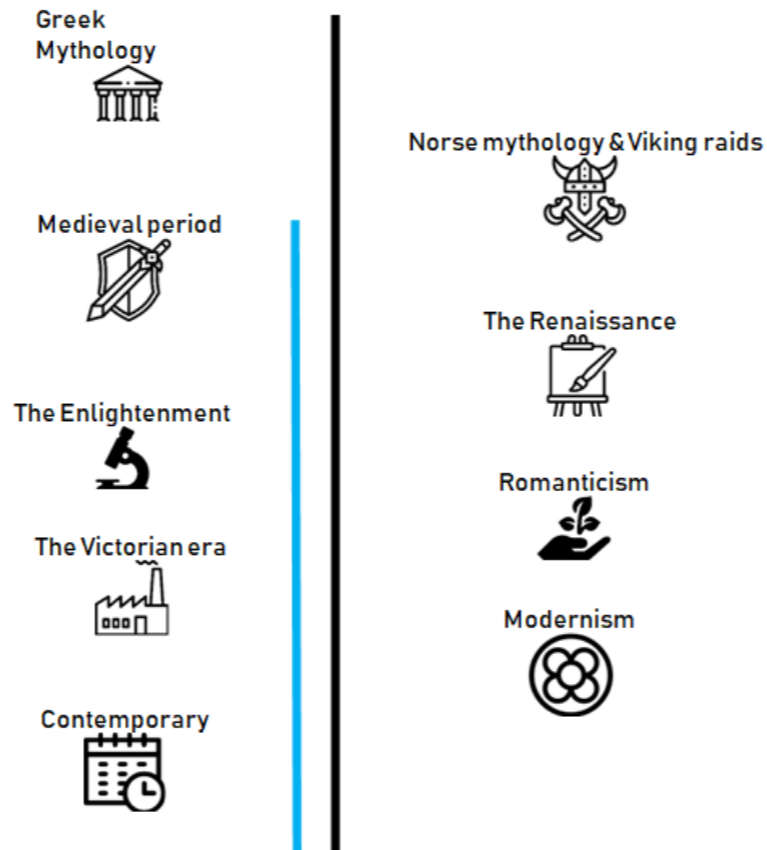 Greek
Mythology
Norse mythology & Viking raids
Medieval period
The Renaissance
The Enlightenment
Romanticism
The Victorian era
Modernism
Contemporary